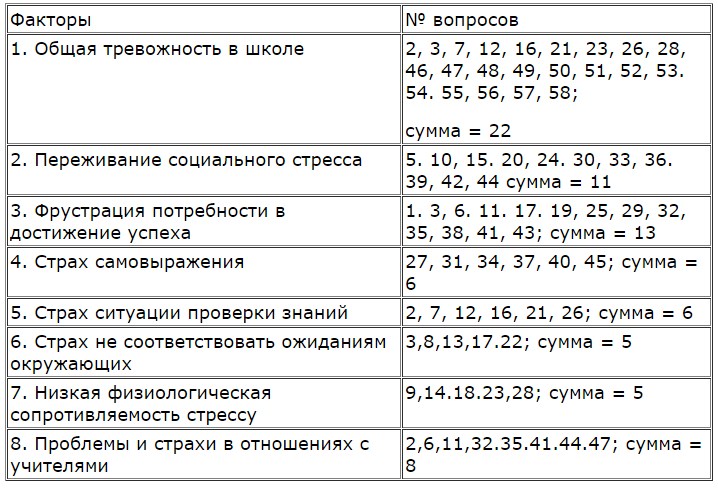 Факторы
№ вопросов
1. Общая тревожность в школе
2, 3, 7, 12, 16, 21, 23, 26, 28,
46, 47, 48, 49, 50, 51, 52, 53.
54. 55, 56, 57, 58;
сумма = 22
2. Переживание социального стресса
5. 10, 15. 20, 24. 30, 33, 36.
39, 42, 44 сумма = 11
3. Фрустрация потребности в
достижение успеха
1. 3, 6. 11. 17. 19, 25, 29, 32,
35, 38, 41, 43; сумма = 13
4. Страх самовыражения
27, 31, 34, 37, 40, 45; сумма =
6
5. Страх ситуации проверки знаний
2, 7, 12, 16, 21, 26; сумма = 6
6. Страх не соответствовать ожиданиям
окружающих
3,8,13,17.22; сумма = 5
7. Низкая физиологическая
сопротивляемость стрессу
9,14.18.23,28; сумма = 5
8. Проблемы и страхи в отношениях с
учителями
2,6,11,32.35.41.44.47; сумма =
8